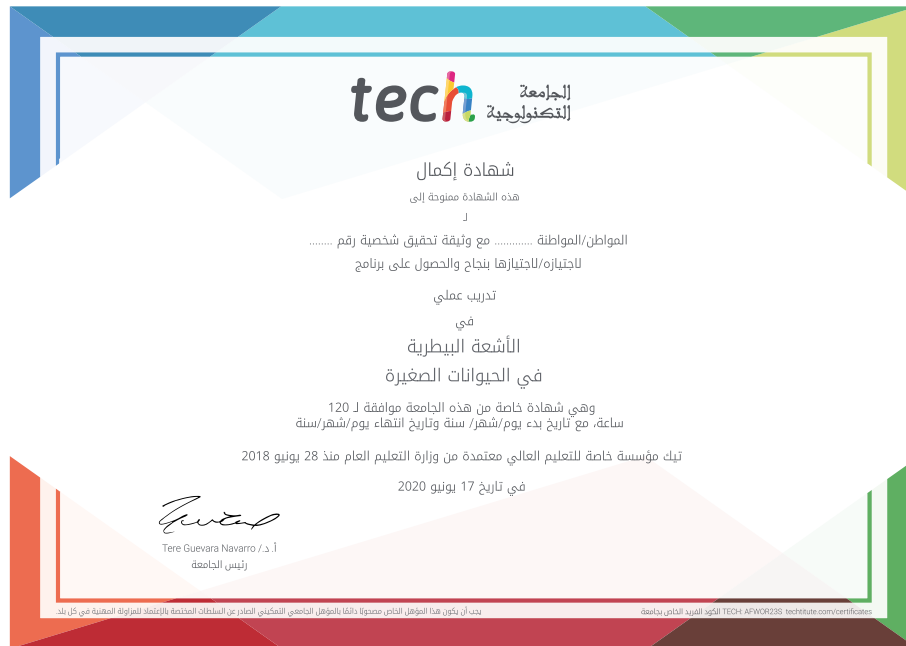 tech الجامعة
التكنولوجية
شهادة إكمال
هذه الشهادة ممنوحة إلى
لـ
المواطن/المواطنة ............. مع وثيقة تحقيق شخصية رقم ........
لاجتيازه/لاجتيازها بنجاح والحصول على برنامج
تدريب عملي
في
الأشعة البيطرية
في الحيوانات الصغيرة
وهي شهادة خاصة من هذه الجامعة موافقة لـ 120
ساعة، مع تاريخ بدء يوم/شهر/ سنة وتاريخ انتهاء يوم/شهر/سنة
تيك مؤسسة خاصة للتعليم العالي معتمدة من وزارة التعليم العام منذ 28 يونيو 2018
في تاريخ 17 يونيو 2020
أ. د./ Tere Guevara Navarro
رئيس الجامعة
يجب أن يكون هذا المؤهل الخاص مصحوبًا دائمًا بالمؤهل الجامعي التمكيني الصادر عن السلطات المختصة بالإعتماد للمزاولة المهنية في كل بلد.
الكود الفريد الخاص بجامعة TECH: AFWOR23S techtitute.com/certificates